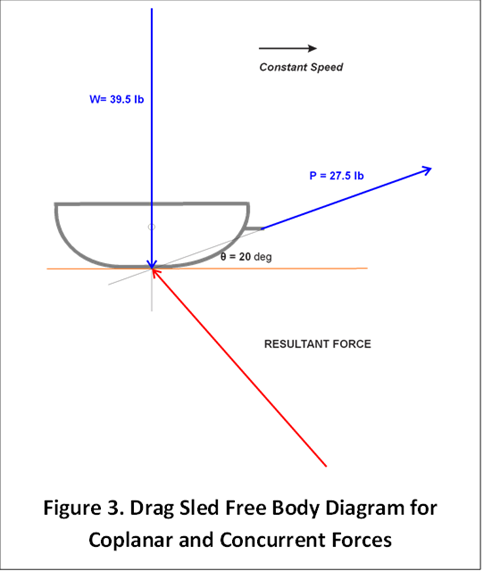 Constant Speed
W= 39.5 lb
P = 27.5 lb
θ = 20 deg
RESULTANT FORCE
Figure 3. Drag Sled Free Body Diagram for
Coplanar and Concurrent Forces